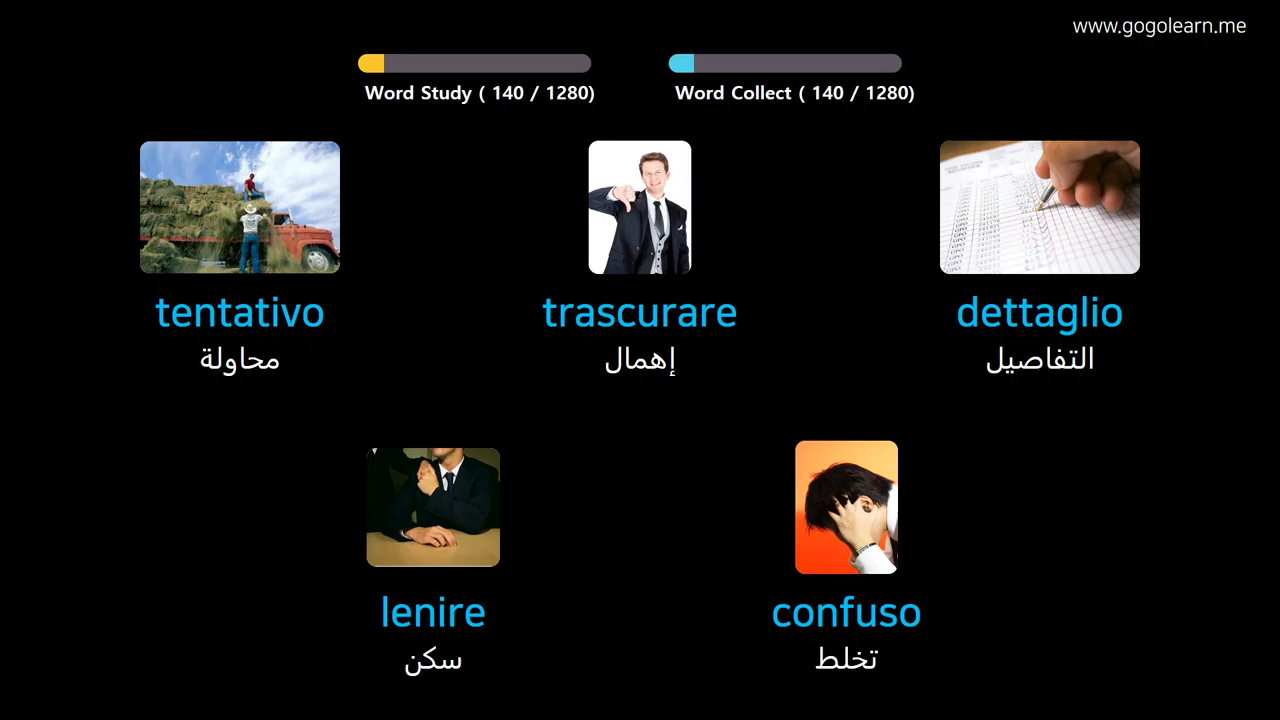 www.gogolearn.me
Word Study ( 140 / 1280)
Word Collect ( 140 / 1280)
tentativo
محاولة
trascurare
إهمال
dettaglio
التفاصيل
lenire
سكن
confuso
تخلط